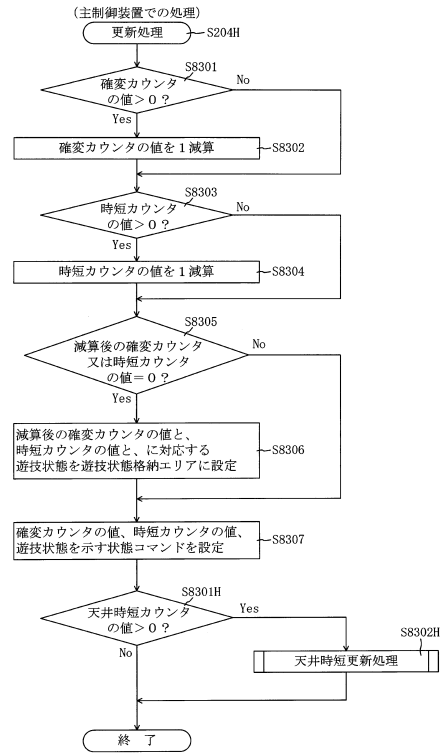 (主制御装置での処理)
更新処理
S204H
S8301
確変カウンタ
の値＞０？
No
Yes
確変カウンタの値を１減算
S8302
S8303
時短カウンタ
の値＞０？
No
Yes
時短カウンタの値を１減算
S8304
S8305
減算後の確変カウンタ
又は時短カウンタ
の値＝０？
No
Yes
減算後の確変カウンタの値と、
時短カウンタの値と、に対応する
遊技状態を遊技状態格納エリアに設定
S8306
確変カウンタの値、時短カウンタの値、
遊技状態を示す状態コマンドを設定
S8307
S8301H
天井時短カウンタ
の値＞０？
Yes
No
S8302H
天井時短更新処理
終 了